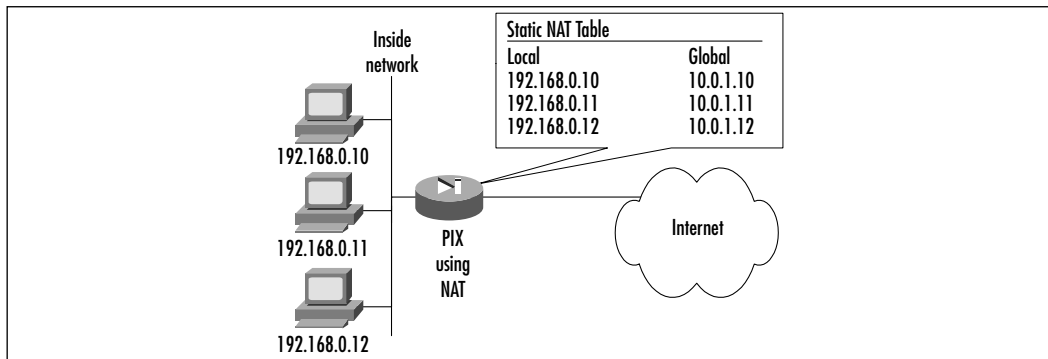 Static NAT Table
Local Global
192.168.0.10 10.0.1.10
192.168.0.11 10.0.1.11
192.168.0.12 10.0.1.12
Inside
network
192.168.0.10
192.168.0.11
192.168.0.12
PIX
using
NAT
Internet